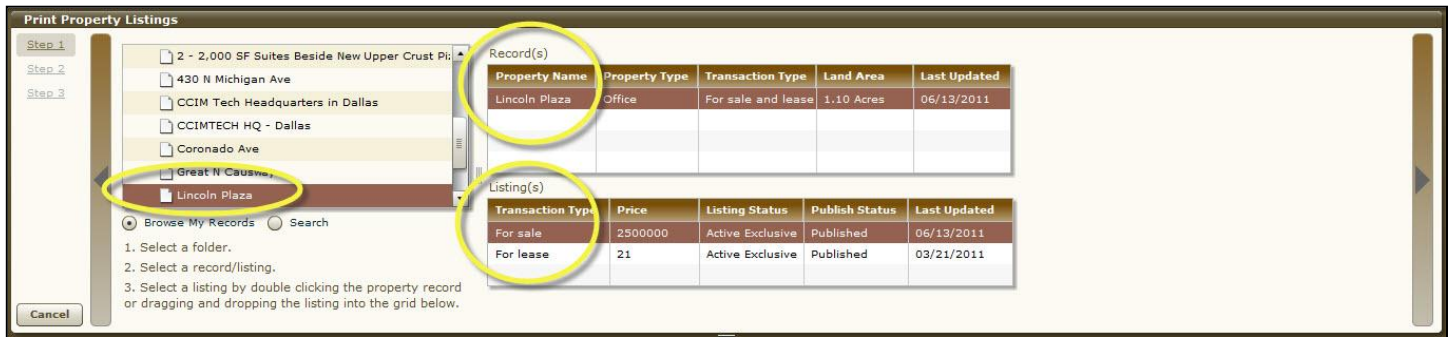 Print Property Listings
Step 1
Step 2
Step 3
2 - 2,000 SF Suites Beside New Upper Crust Pi
430 N Michigan Ave
CCIM Tech Headquarters in Dallas
CCIMTECH HQ - Dallas
Coronado Ave
Great N Causway
Lincoln Plaza
Browse My Records Search
1. Select a folder.
2. Select a record/listing.
3. Select a listing by double clicking the property record
or dragging and dropping the listing into the grid below.
Cancel
Record(s)
Property Name Property Type Transaction Type Land Area Last Updated
Lincoln Plaza Office For sale and lease 1.10 Acres 06/13/2011
Listing(s)
Transaction Type Price Listing Status Publish Status Last Updated
For sale 2500000 Active Exclusive Published 06/13/2011
For lease 21 Active Exclusive Published 03/21/2011